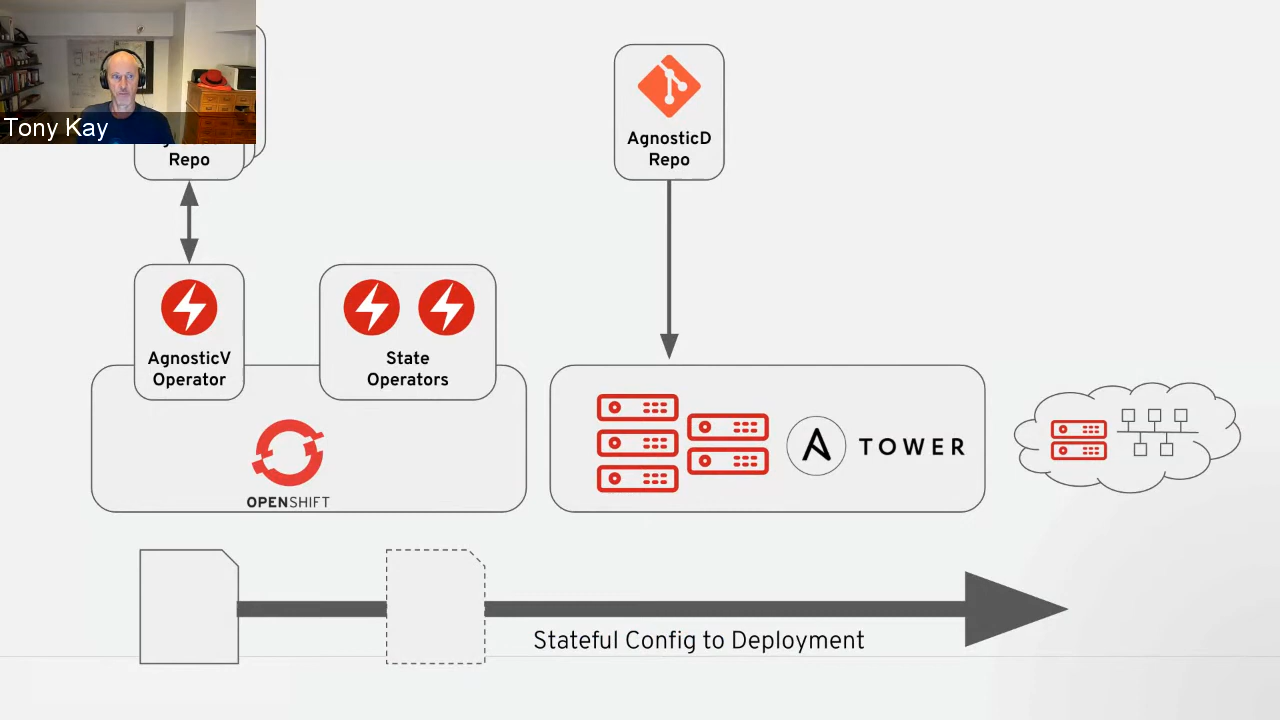 Tony Kay
Repo
AgnosticD
Repo
AgnosticV
Operator
State
Operators
OPENSHIFT
TOWER
Stateful Config to Deployment